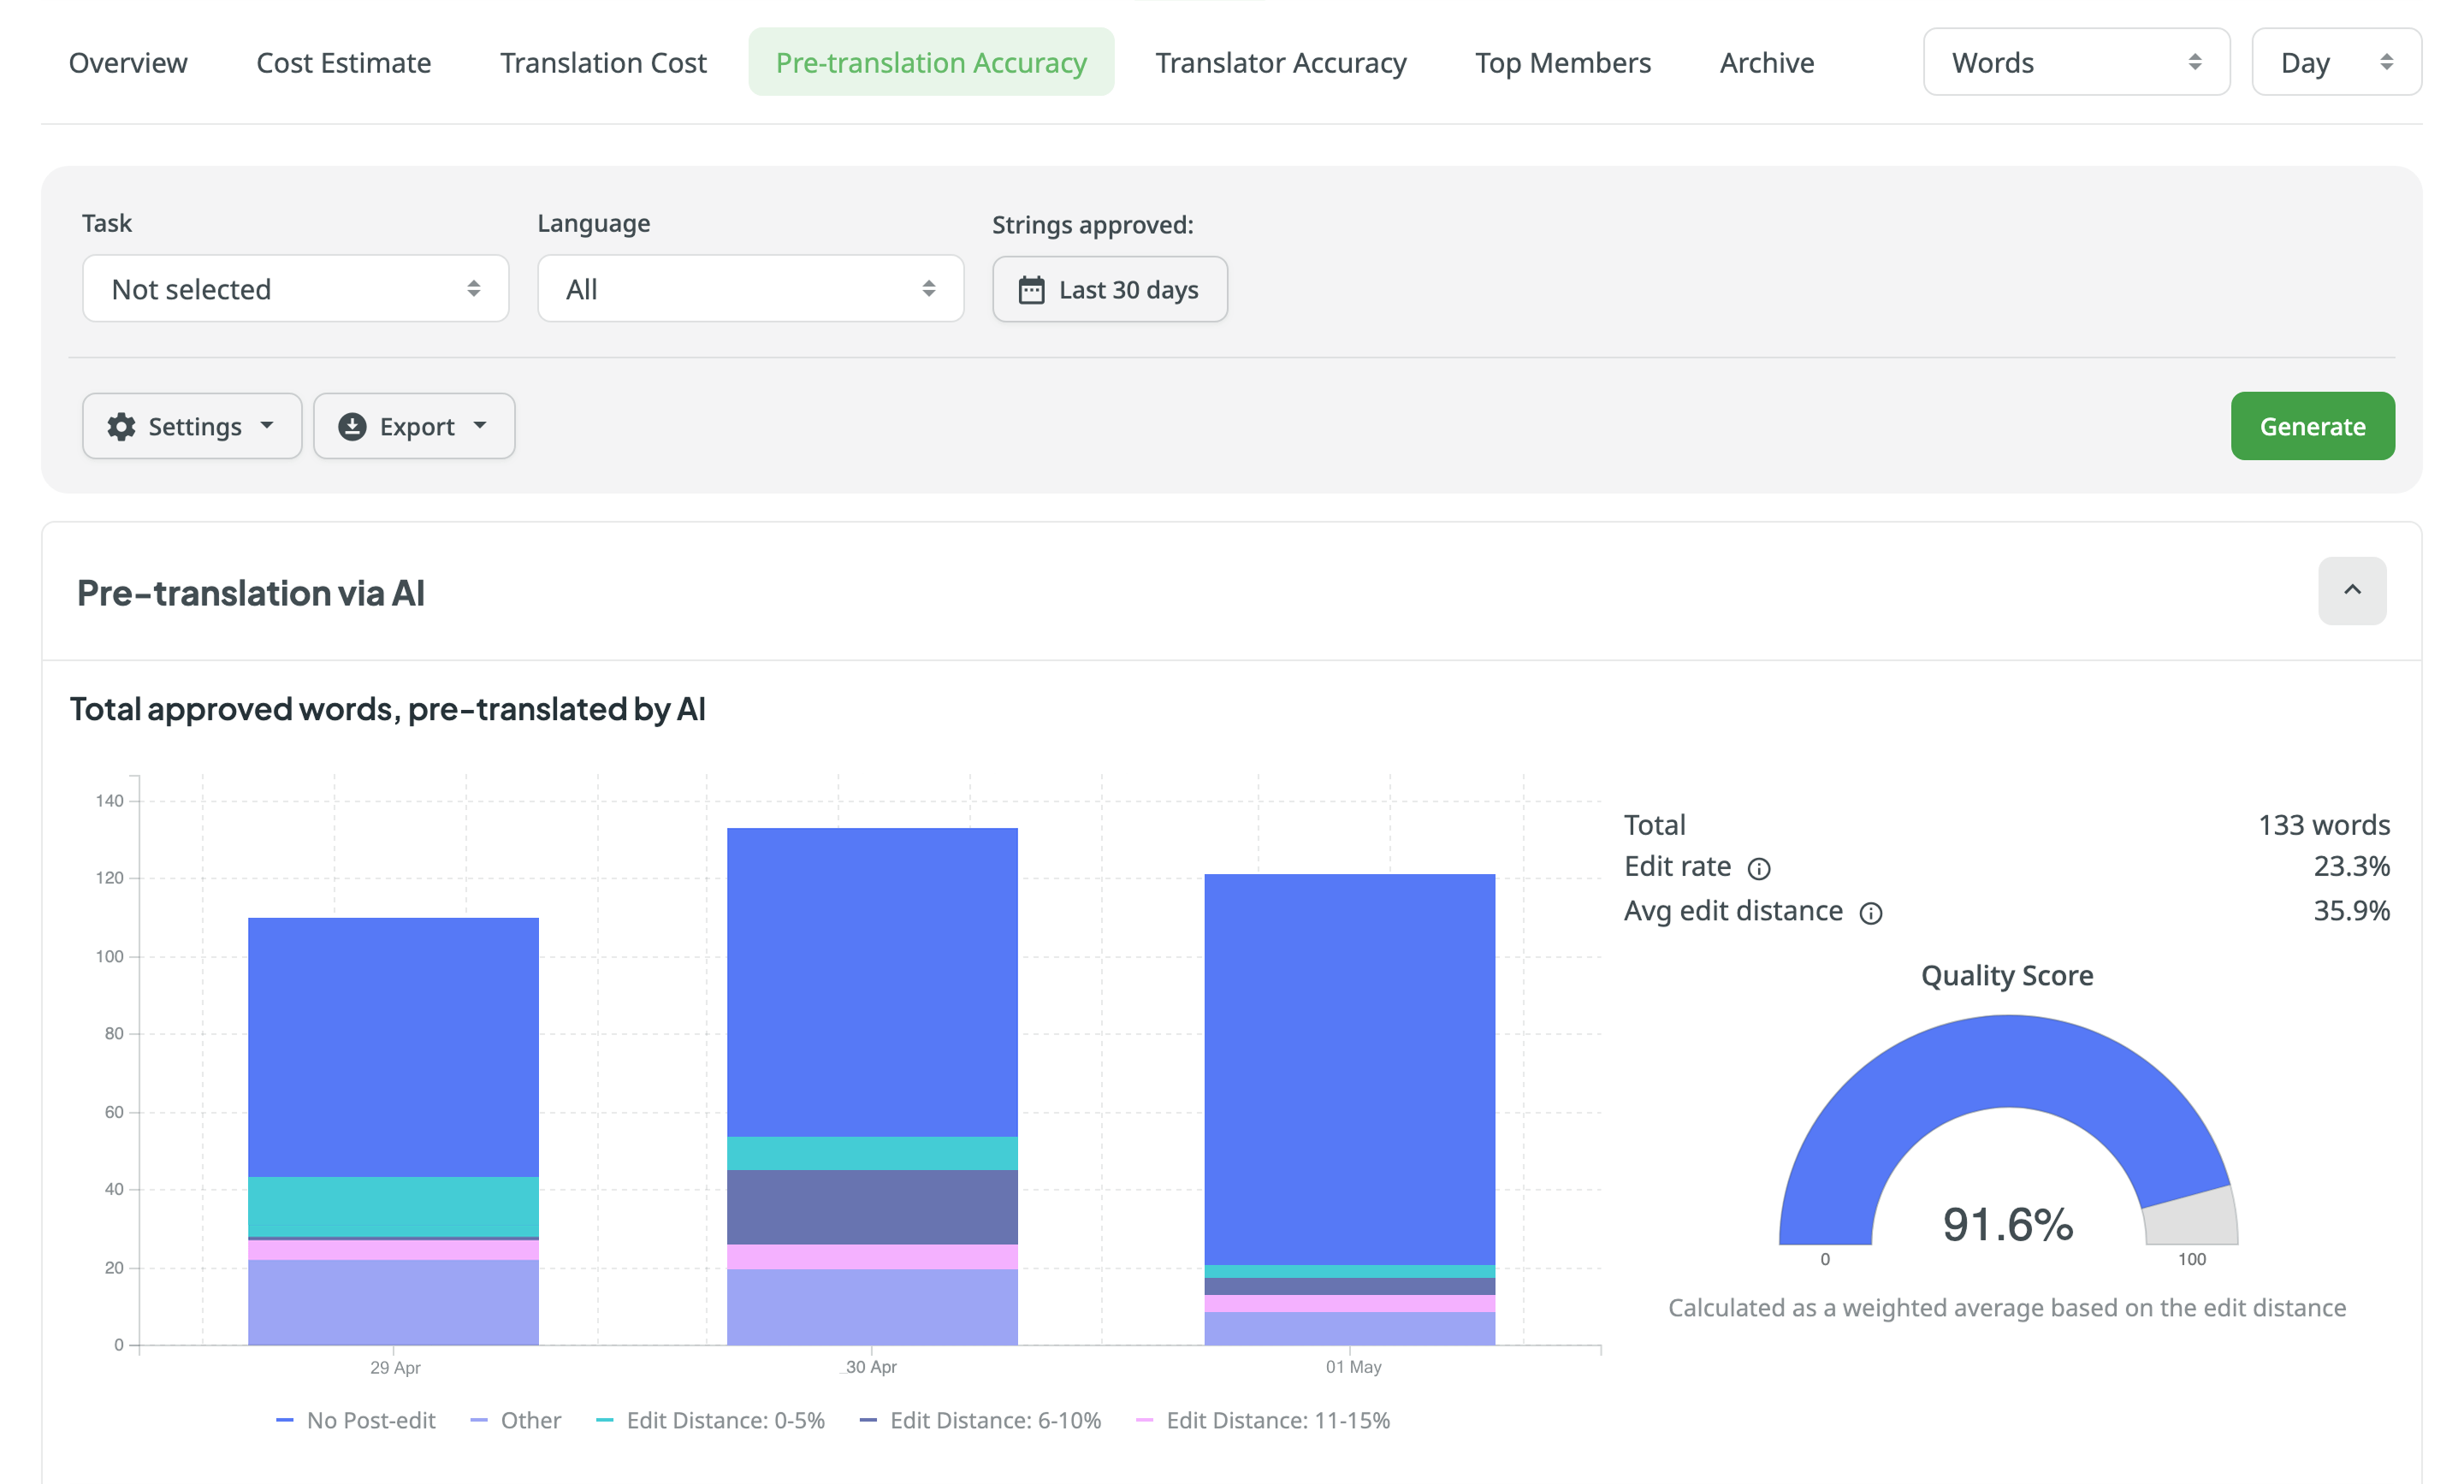 Overview Cost Estimate Translation Cost Pre-translation Accuracy Translator Accuracy Top Members Archive Words Day
Task Language Strings approved:
Not selected All Last 30 days
Settings Export Generate
Pre-translation via AI
Total approved words, pre-translated by AI
140
120
100
80
60
40
20
0
29 Apr 30 Apr 01 May
No Post-edit Other Edit Distance: 0-5% Edit Distance: 6-10% Edit Distance: 11-15%
Total 133 words
Edit rate 23.3%
Avg edit distance 35.9%
Quality Score
91.6%
0 100
Calculated as a weighted average based on the edit distance